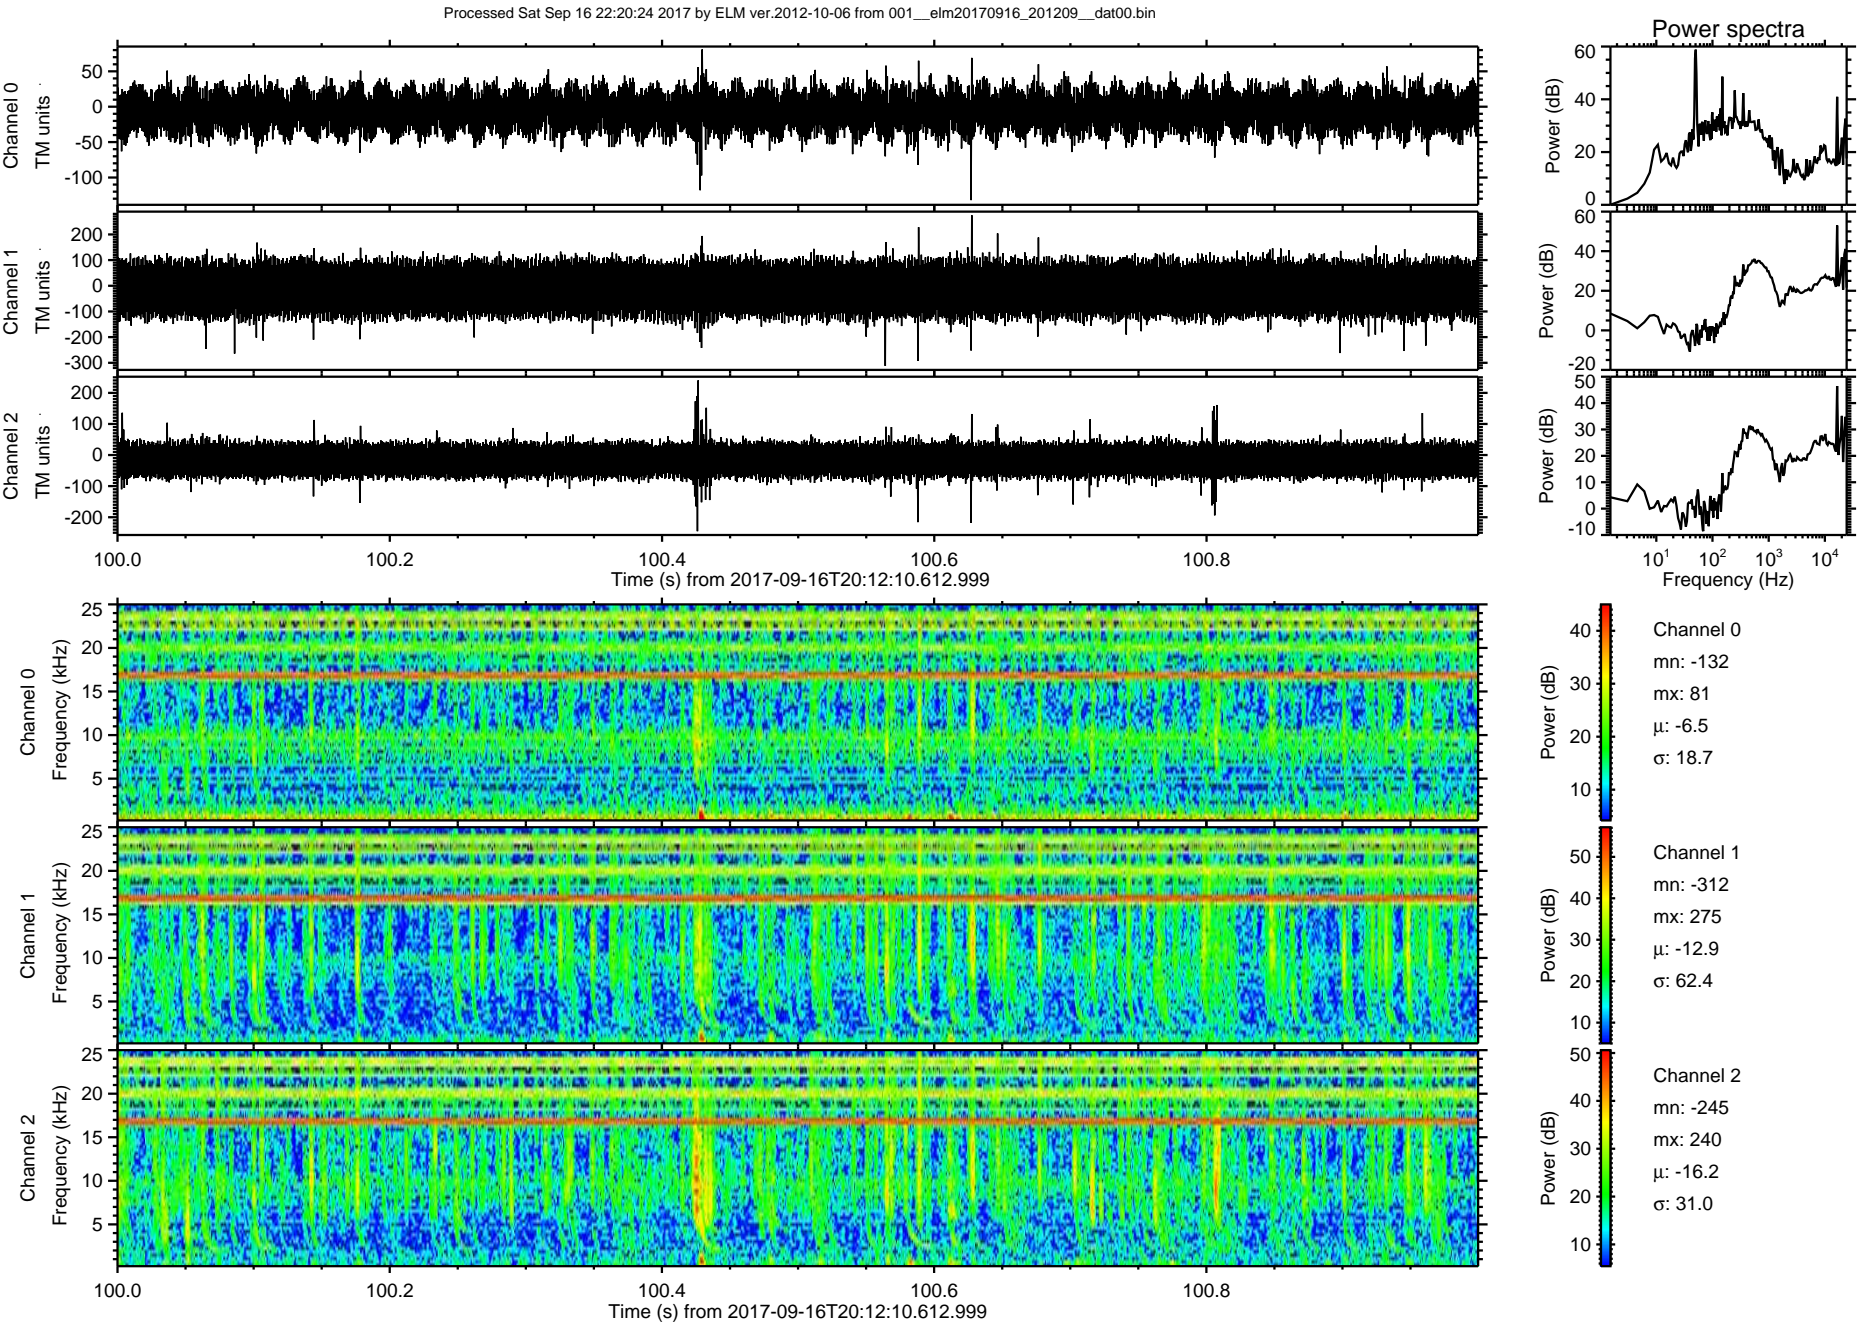 Processed Sat Sep 16 22:20:24 2017 by ELM ver.2012-10-06 from 001__elm20170916_201209__dat00.bin
Power spectra
Channel 0
TM units
50
0
-50
-100
Power (dB)
60
40
20
0
Channel 1
TM units
200
100
0
-100
-200
-300
Power (dB)
60
40
20
0
-20
Channel 2
TM units
200
100
0
-100
-200
Power (dB)
50
40
30
20
10
0
-10
100.0 100.2 100.4 100.6 100.8
Time (s) from 2017-09-16T20:12:10.612.999
10¹ 10² 10³ 10⁴
Frequency (Hz)
Channel 0
Frequency (kHz)
25
20
15
10
5
Power (dB)
40
30
20
10
Channel 0
mn: -132
mx: 81
μ: -6.5
σ: 18.7
Channel 1
Frequency (kHz)
25
20
15
10
5
Power (dB)
50
40
30
20
10
Channel 1
mn: -312
mx: 275
μ: -12.9
σ: 62.4
Channel 2
Frequency (kHz)
25
20
15
10
5
Power (dB)
50
40
30
20
10
Channel 2
mn: -245
mx: 240
μ: -16.2
σ: 31.0
100.0 100.2 100.4 100.6 100.8
Time (s) from 2017-09-16T20:12:10.612.999